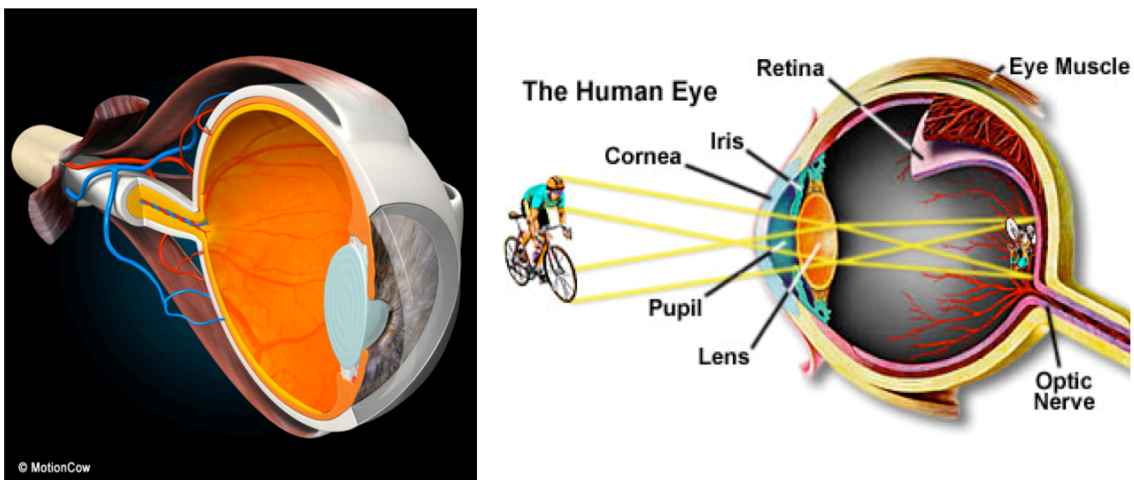 The Human Eye
Retina
Eye Muscle
Iris
Cornea
Pupil
Lens
Optic
Nerve
© MotionCow